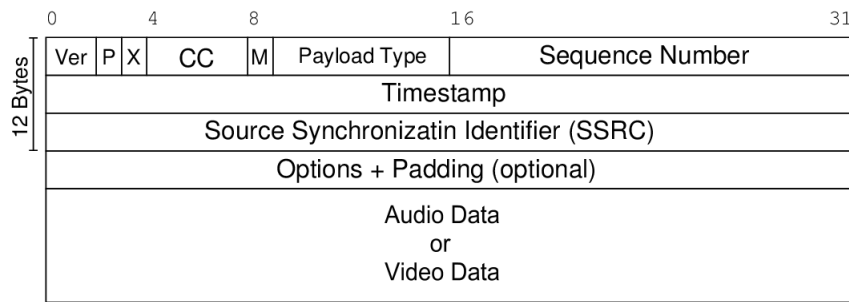 0 4 8 16 31
12 Bytes
Ver P X CC M Payload Type Sequence Number
Timestamp
Source Synchronizatin Identifier (SSRC)
Options + Padding (optional)
Audio Data
or
Video Data